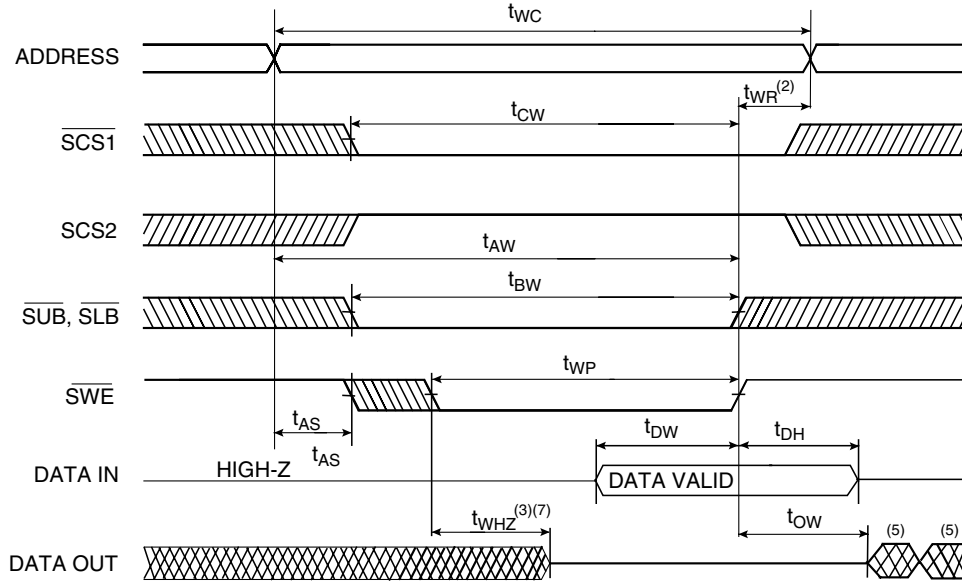 tWC
ADDRESS
tWR(2)
tCW
SCS1
SCS2
tAW
tBW
SUB, SLB
tWP
SWE
tAS
tAS
tDW
tDH
HIGH-Z
DATA IN
DATA VALID
tWHZ(3)(7)
tOW
(5)
(5)
DATA OUT